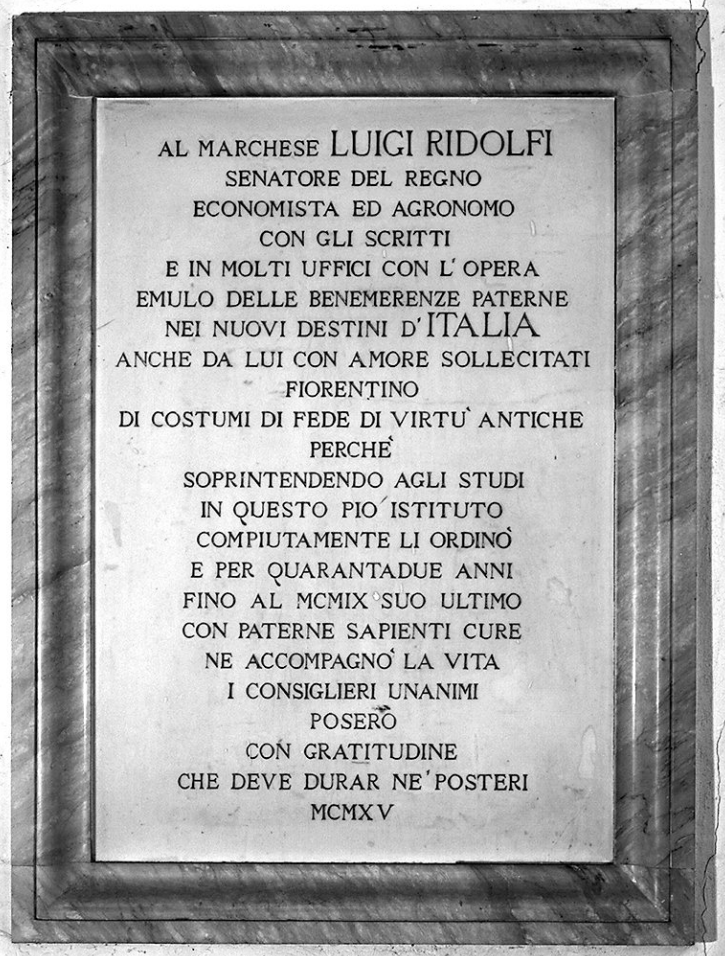 AL MARCHESE LUIGI RIDOLFI
SENATORE DEL REGNO
ECONOMISTA ED AGRONOMO
CON GLI SCRITTI
E IN MOLTI UFFICI CON L' OPERA
EMULO DELLE BENEMERENZE PATERNE
NEI NUOVI DESTINI D'ITALIA
ANCHE DA LUI CON AMORE SOLLECITATI
FIORENTINO
DI COSTUMI DI FEDE DI VIRTU' ANTICHE
PERCHE'
SOPRINTENDENDO AGLI STUDI
IN QUESTO PIO ISTITUTO
COMPIUTAMENTE LI ORDINO'
E PER QUARANTADUE ANNI
FINO AL MCMIX SUO ULTIMO
CON PATERNE SAPIENTI CURE
NE ACCOMPAGNO' LA VITA
I CONSIGLIERI UNANIMI
POSERO
CON GRATITUDINE
CHE DEVE DURAR NE' POSTERI
MCMXV